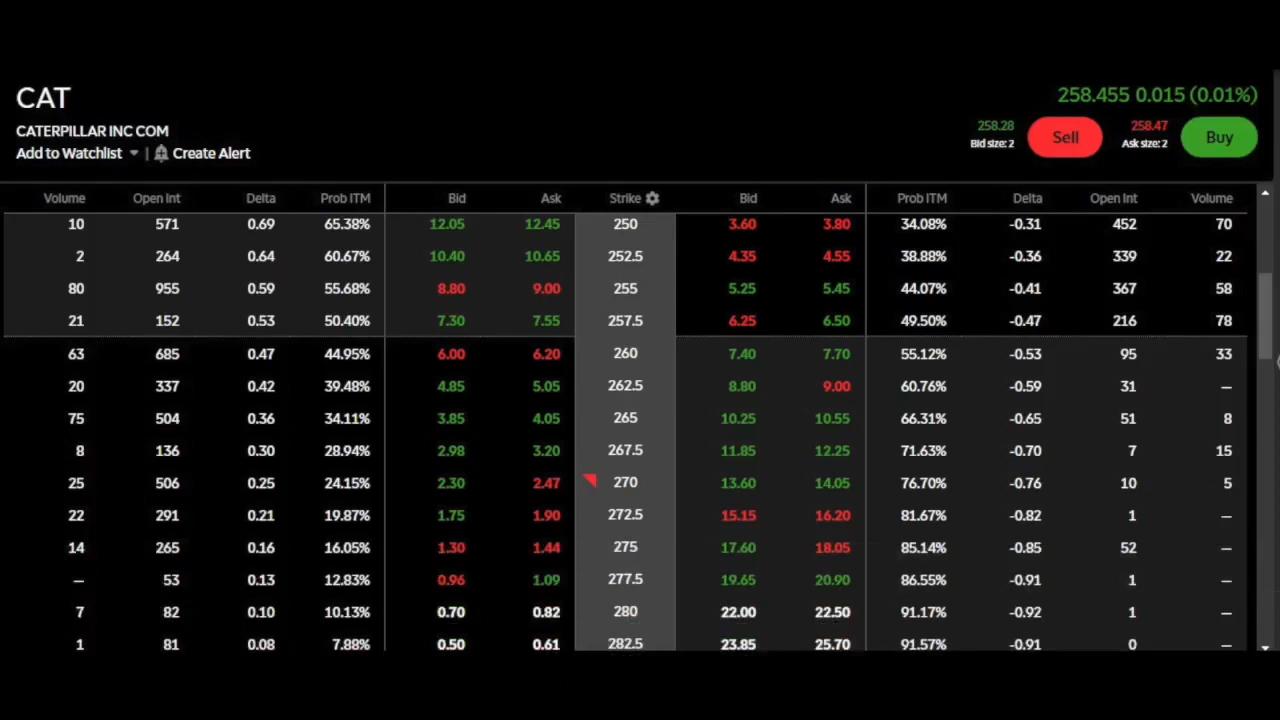 CAT
258.455 0.015 (0.01%)
CATERPILLAR INC COM
258.28 Sell 258.47 Buy
Bid size: 2 Ask size: 2
Add to Watchlist | Create Alert
Volume Open Int Delta Prob ITM Bid Ask Strike Bid Ask Prob ITM Delta Open Int Volume
10 571 0.69 65.38% 12.05 12.45 250 3.60 3.80 34.08% -0.31 452 70
2 264 0.64 60.67% 10.40 10.65 252.5 4.35 4.55 38.88% -0.36 339 22
80 955 0.59 55.68% 8.80 9.00 255 5.25 5.45 44.07% -0.41 367 58
21 152 0.53 50.40% 7.30 7.55 257.5 6.25 6.50 49.50% -0.47 216 78
63 685 0.47 44.95% 6.00 6.20 260 7.40 7.70 55.12% -0.53 95 33
20 337 0.42 39.48% 4.85 5.05 262.5 8.80 9.00 60.76% -0.59 31 –
75 504 0.36 34.11% 3.85 4.05 265 10.25 10.55 66.31% -0.65 51 8
8 136 0.30 28.94% 2.98 3.20 267.5 11.85 12.25 71.63% -0.70 7 15
25 506 0.25 24.15% 2.30 2.47 270 13.60 14.05 76.70% -0.76 10 5
22 291 0.21 19.87% 1.75 1.90 272.5 15.15 16.20 81.67% -0.82 1 –
14 265 0.16 16.05% 1.30 1.44 275 17.60 18.05 85.14% -0.85 52 –
– 53 0.13 12.83% 0.96 1.09 277.5 19.65 20.90 86.55% -0.91 1 –
7 82 0.10 10.13% 0.70 0.82 280 22.00 22.50 91.17% -0.92 1 –
1 81 0.08 7.88% 0.50 0.61 282.5 23.85 25.70 91.57% -0.91 0 –